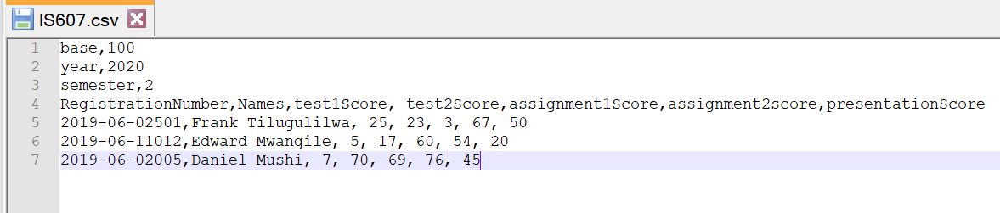 IS607.csv
1 base,100
2 year,2020
3 semester,2
4 RegistrationNumber,Names,test1Score, test2Score,assignment1Score,assignment2score,presentationScore
5 2019-06-02501,Frank Tilugulilwa, 25, 23, 3, 67, 50
6 2019-06-11012,Edward Mwangile, 5, 17, 60, 54, 20
7 2019-06-02005,Daniel Mushi, 7, 70, 69, 76, 45